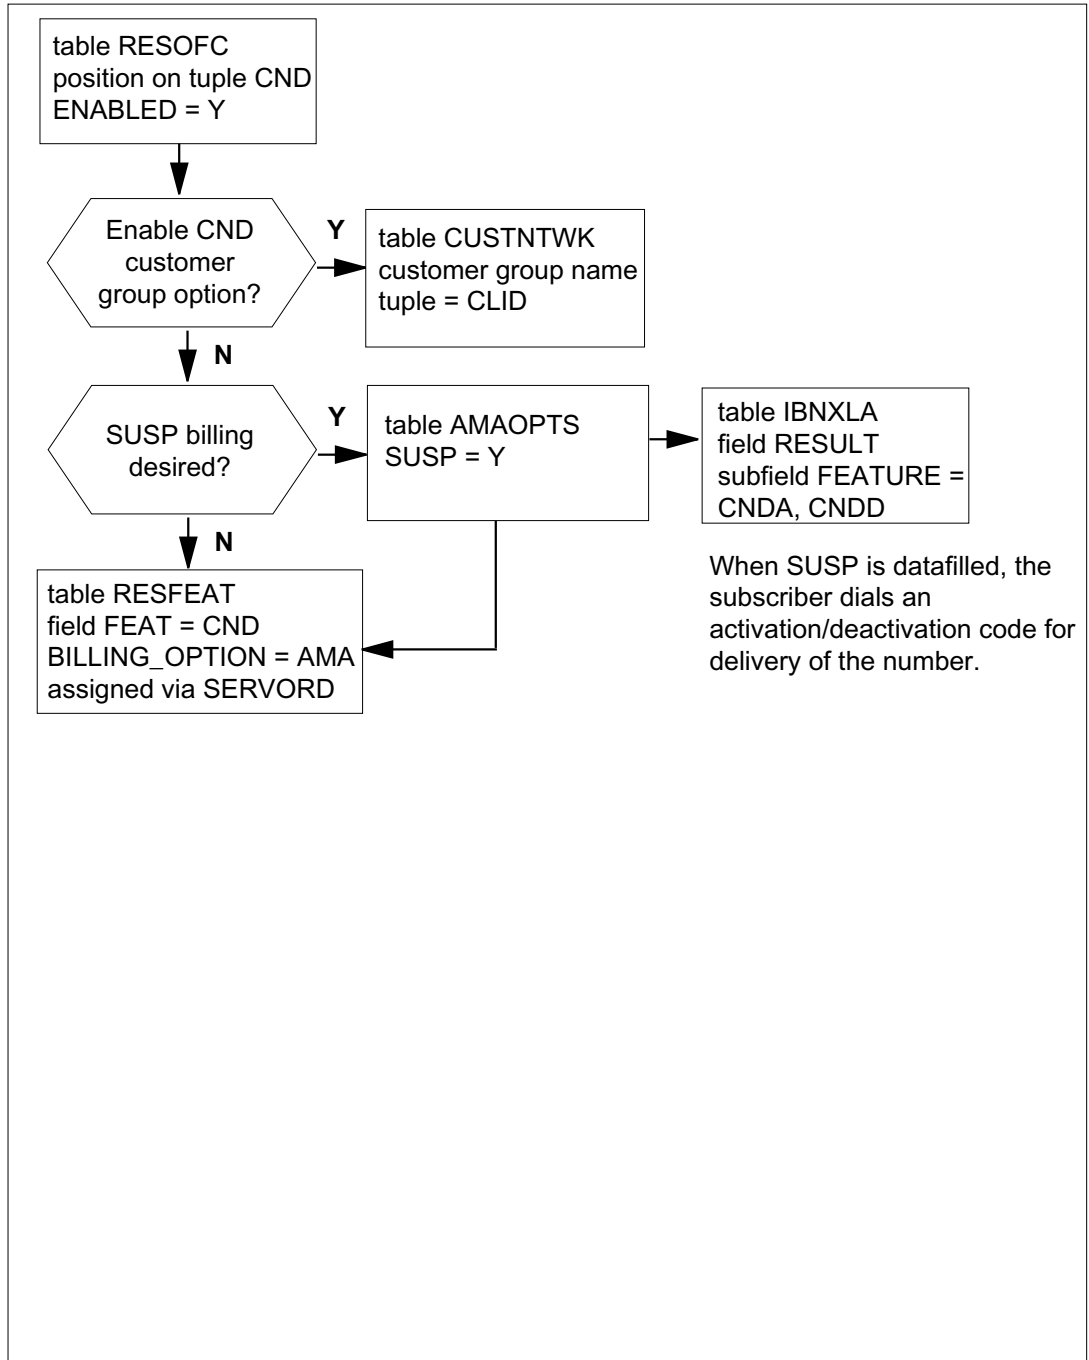 table RESOFC
position on tuple CND
ENABLED = Y
Enable CND
customer
group option?
Y
table CUSTNTWK
customer group name
tuple = CLID
N
SUSP billing
desired?
Y
table AMAOPTS
SUSP = Y
table IBNXLA
field RESULT
subfield FEATURE =
CNDA, CNDD
N
table RESFEAT
field FEAT = CND
BILLING_OPTION = AMA
assigned via SERVORD
When SUSP is datafilled, the
subscriber dials an
activation/deactivation code for
delivery of the number.